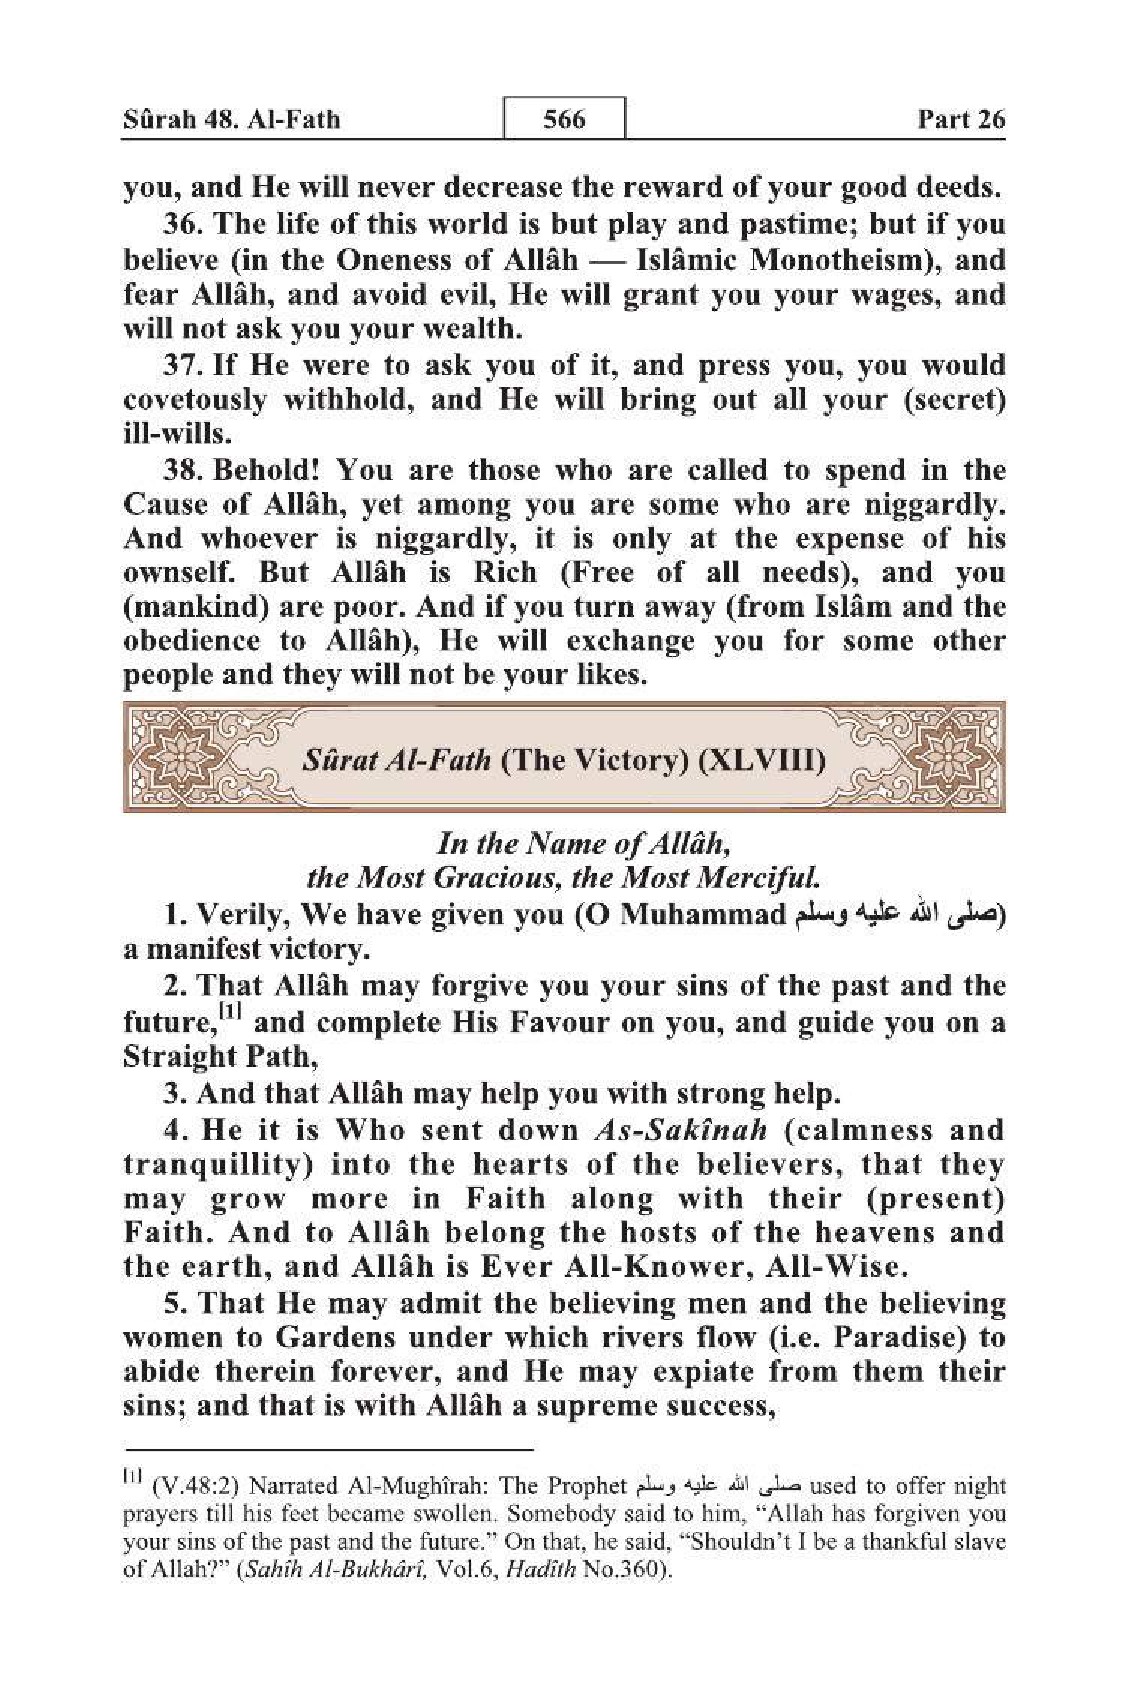 Sûrah 48. Al-Fath 566 Part 26
you, and He will never decrease the reward of your good deeds.
36. The life of this world is but play and pastime; but if you
believe (in the Oneness of Allâh — Islâmic Monotheism), and
fear Allâh, and avoid evil, He will grant you your wages, and
will not ask you your wealth.
37. If He were to ask you of it, and press you, you would
covetously withhold, and He will bring out all your (secret)
ill-wills.
38. Behold! You are those who are called to spend in the
Cause of Allâh, yet among you are some who are niggardly.
And whoever is niggardly, it is only at the expense of his
ownself. But Allâh is Rich (Free of all needs), and you
(mankind) are poor. And if you turn away (from Islâm and the
obedience to Allâh), He will exchange you for some other
people and they will not be your likes.
Sûrat Al-Fath (The Victory) (XLVIII)
In the Name of Allâh,
the Most Gracious, the Most Merciful.
1. Verily, We have given you (O Muhammad صلى الله عليه وسلم)
a manifest victory.
2. That Allâh may forgive you your sins of the past and the
future,[1] and complete His Favour on you, and guide you on a
Straight Path,
3. And that Allâh may help you with strong help.
4. He it is Who sent down As-Sakînah (calmness and
tranquillity) into the hearts of the believers, that they
may grow more in Faith along with their (present)
Faith. And to Allâh belong the hosts of the heavens and
the earth, and Allâh is Ever All-Knower, All-Wise.
5. That He may admit the believing men and the believing
women to Gardens under which rivers flow (i.e. Paradise) to
abide therein forever, and He may expiate from them their
sins; and that is with Allâh a supreme success,
[1] (V.48:2) Narrated Al-Mughîrah: The Prophet صلى الله عليه وسلم used to offer night
prayers till his feet became swollen. Somebody said to him, “Allah has forgiven you
your sins of the past and the future.” On that, he said, “Shouldn’t I be a thankful slave
of Allah?” (Sahîh Al-Bukhârî, Vol.6, Hadîth No.360).